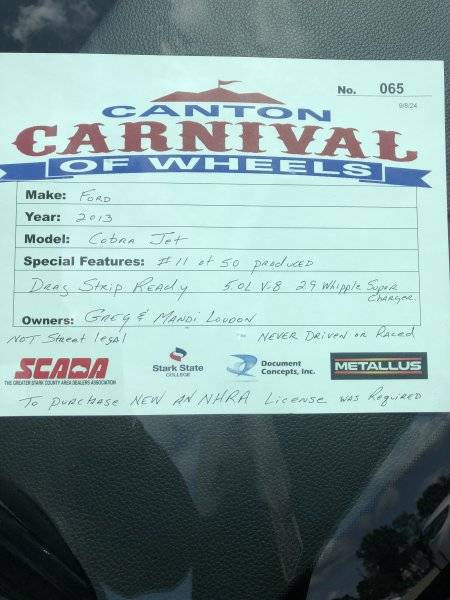 No. 065
9/8/24
CANTON
CARNIVAL
OF WHEELS
Make: FORD
Year: 2013
Model: Cobra Jet
Special Features: #11 of 50 produced
Drag Strip Ready 5.0L V-8 2.9 Whipple Super
Charger
Owners: GREG & MANDI LOUDON
NOT Street legal NEVER DRIVEN or Raced
SCADA
THE GREATER STARK COUNTY AREA DEALERS ASSOCIATION
Stark State
COLLEGE
Document
Concepts, Inc.
METALLUS
To purchase NEW AN NHRA License was Required